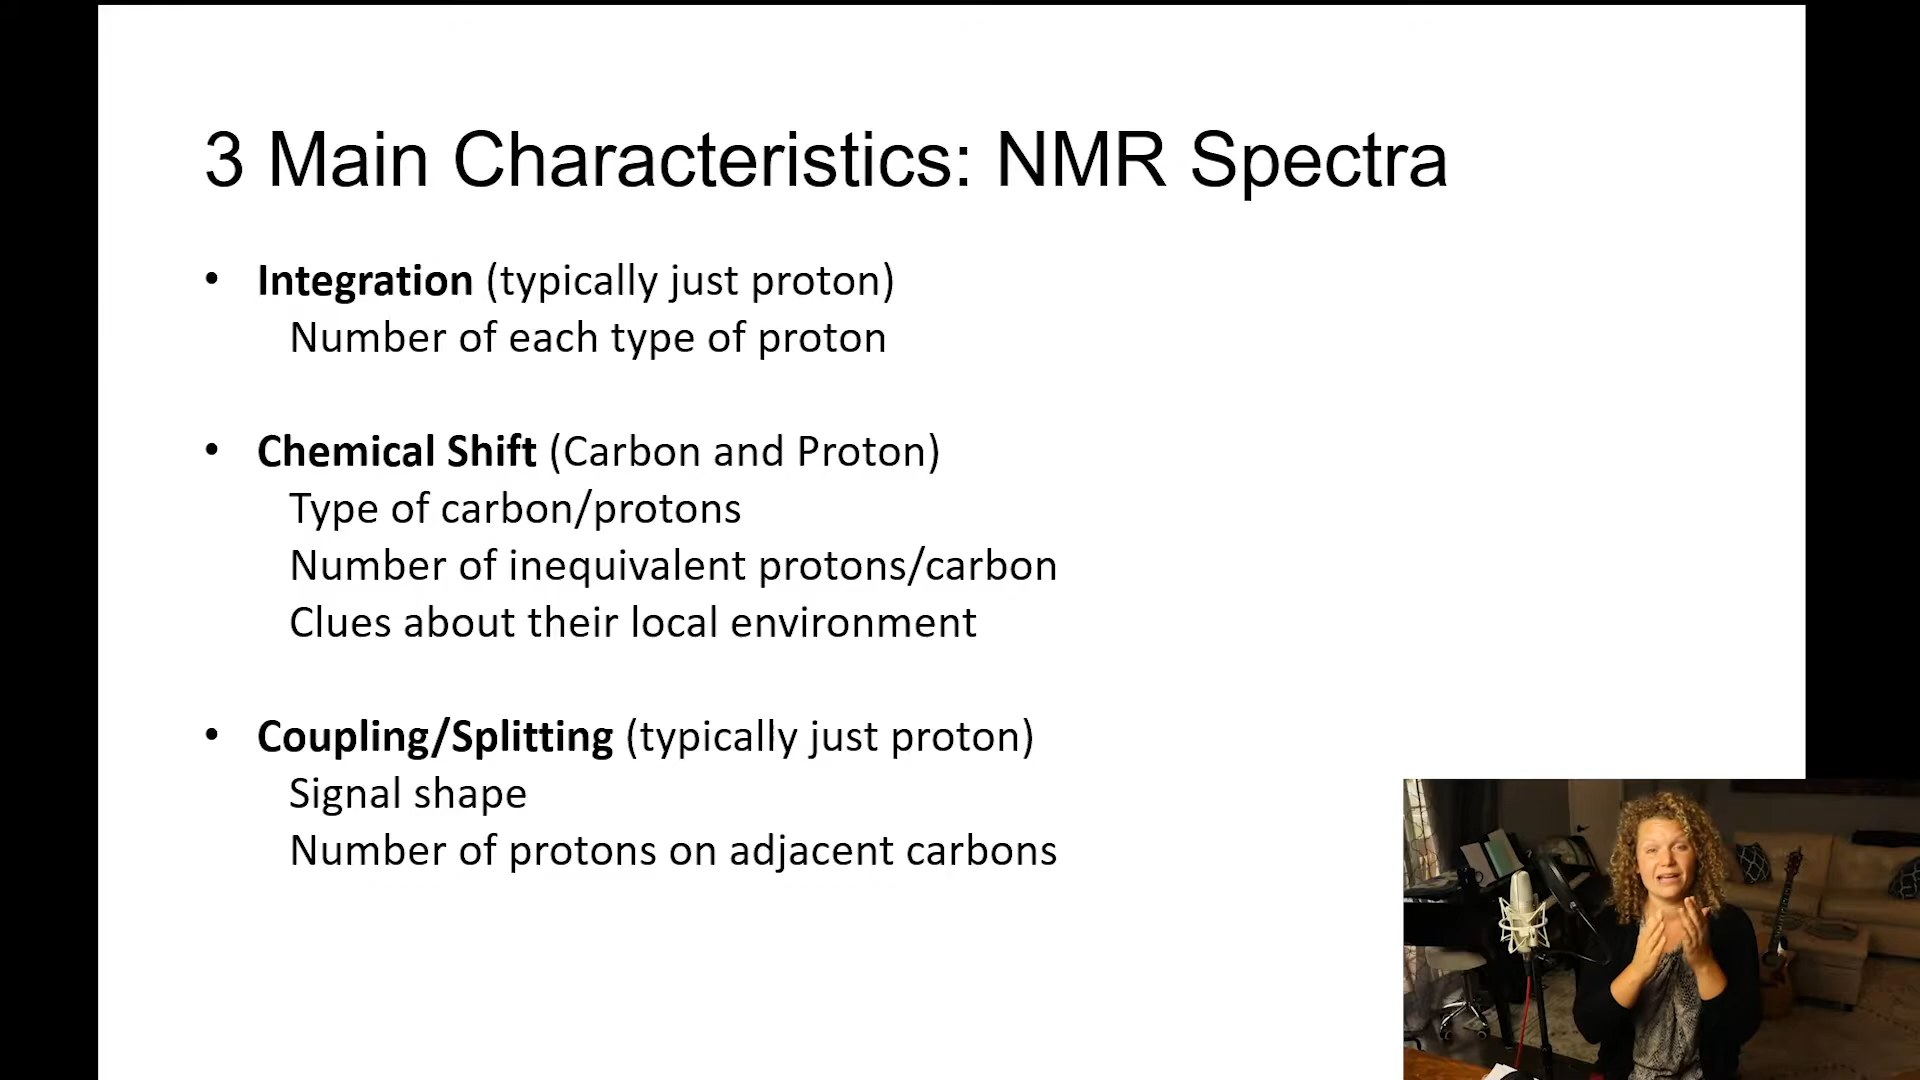 3 Main Characteristics: NMR Spectra
• Integration (typically just proton)
Number of each type of proton
• Chemical Shift (Carbon and Proton)
Type of carbon/protons
Number of inequivalent protons/carbon
Clues about their local environment
• Coupling/Splitting (typically just proton)
Signal shape
Number of protons on adjacent carbons